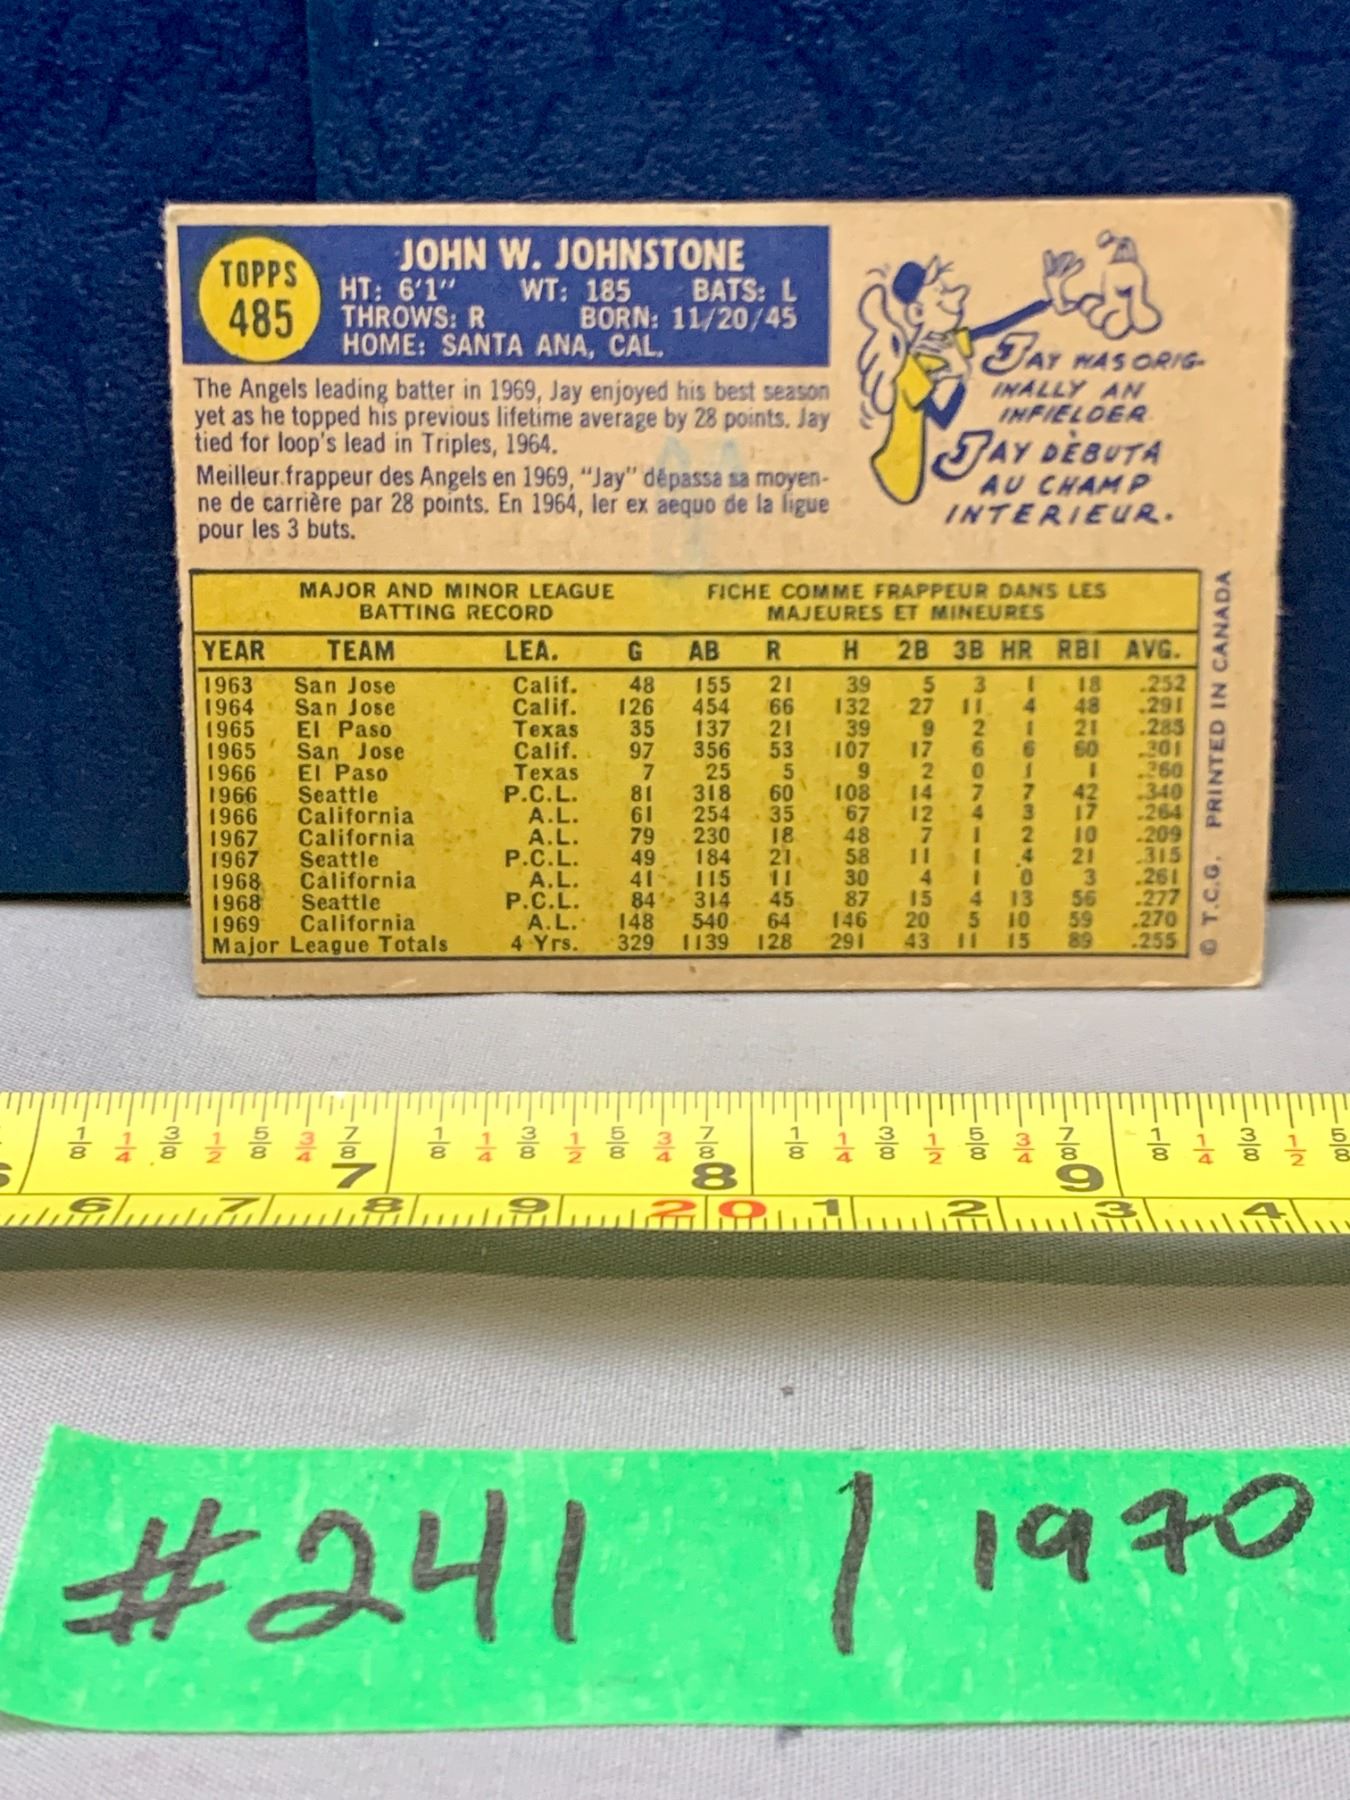 TOPPS
485
JOHN W. JOHNSTONE
HT: 6'1" WT: 185 BATS: L
THROWS: R BORN: 11/20/45
HOME: SANTA ANA, CAL.
The Angels leading batter in 1969, Jay enjoyed his best season
yet as he topped his previous lifetime average by 28 points. Jay
tied for loop's lead in Triples, 1964.
Meilleur frappeur des Angels en 1969, "Jay" dépassa sa moyen-
ne de carrière par 28 points. En 1964, ler ex aequo de la ligue
pour les 3 buts.
JAY WAS ORIG-
INALLY AN
INFIELDER
JAY DÈBUTA
AU CHAMP
INTERIEUR.
MAJOR AND MINOR LEAGUE
BATTING RECORD
FICHE COMME FRAPPEUR DANS LES
MAJEURES ET MINEURES
YEAR TEAM LEA. G AB R H 2B 3B HR RBI AVG.
1963 San Jose Calif. 48 155 21 39 5 3 1 18 .252
1964 San Jose Calif. 126 454 66 132 27 11 4 48 .291
1965 El Paso Texas 35 137 21 39 9 2 1 21 .285
1965 San Jose Calif. 97 356 53 107 17 6 6 60 .301
1966 El Paso Texas 7 25 5 9 2 0 1 1 .360
1966 Seattle P.C.L. 81 318 60 108 14 7 7 42 .340
1966 California A.L. 61 254 35 67 12 4 3 17 .264
1967 California A.L. 79 230 18 48 7 1 2 10 .209
1967 Seattle P.C.L. 49 184 21 58 11 1 4 21 .315
1968 California A.L. 41 115 11 30 4 1 0 3 .261
1968 Seattle P.C.L. 84 314 45 87 15 4 13 56 .277
1969 California A.L. 148 540 64 146 20 5 10 59 .270
Major League Totals 4 Yrs. 329 1139 128 291 43 11 15 89 .255
© T.C.G. PRINTED IN CANADA
1/8 1/4 3/8 1/2 5/8 3/4 7/8 1/8 1/4 3/8 1/2 5/8 3/4 7/8 1/8 1/4 3/8 1/2 5/8 3/4 7/8 1/8 1/4 3/8 1/2 5/8
7 8 9
6 7 8 9 20 1 2 3 4
#241 / 1970